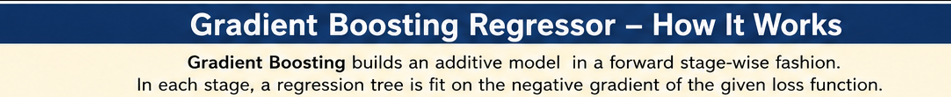 Gradient Boosting Regressor – How It Works
Gradient Boosting builds an additive model in a forward stage-wise fashion.
In each stage, a regression tree is fit on the negative gradient of the given loss function.